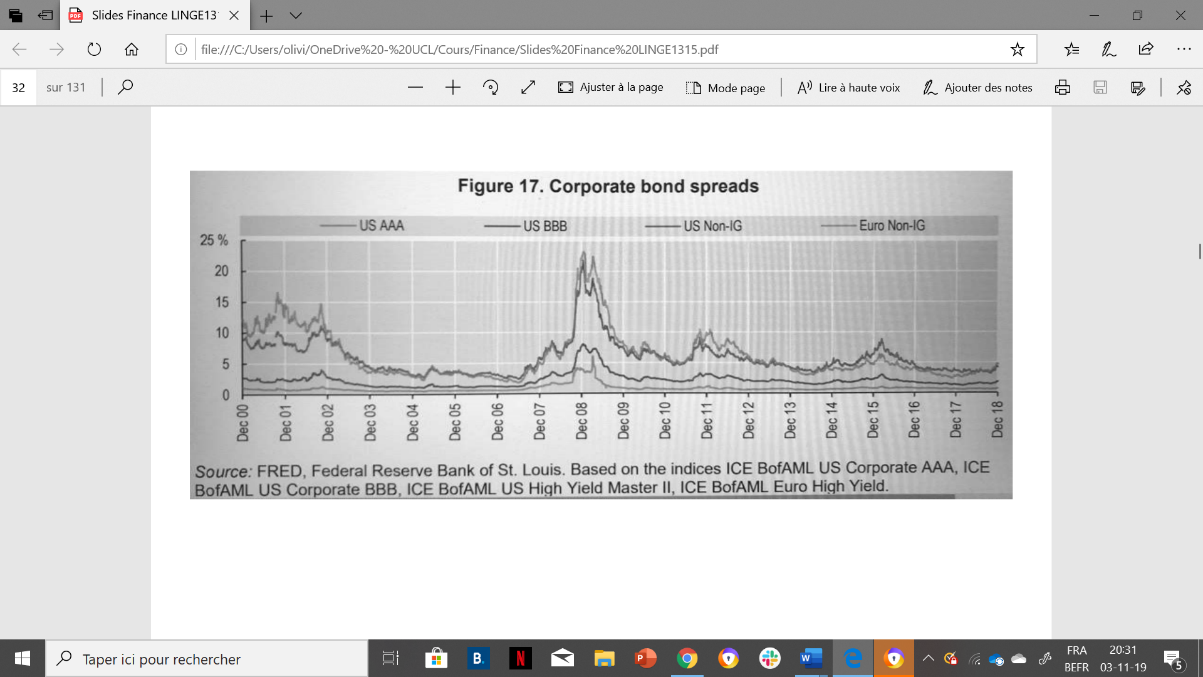 Slides Finance LINGE13
file:///C:/Users/olivi/OneDrive%20-%20UCL/Cours/Finance/Slides%20Finance%20LINGE1315.pdf
32 sur 131
Ajuster à la page
Mode page
Lire à haute voix
Ajouter des notes
Figure 17. Corporate bond spreads
US AAA US BBB US Non-IG Euro Non-IG
25 %
20
15
10
5
0
Dec 00 Dec 01 Dec 02 Dec 03 Dec 04 Dec 05 Dec 06 Dec 07 Dec 08 Dec 09 Dec 10 Dec 11 Dec 12 Dec 13 Dec 14 Dec 15 Dec 16 Dec 17 Dec 18
Source: FRED, Federal Reserve Bank of St. Louis. Based on the indices ICE BofAML US Corporate AAA, ICE
BofAML US Corporate BBB, ICE BofAML US High Yield Master II, ICE BofAML Euro High Yield.
Taper ici pour rechercher
B.
N
FRA 20:31
BEFR 03-11-19
5